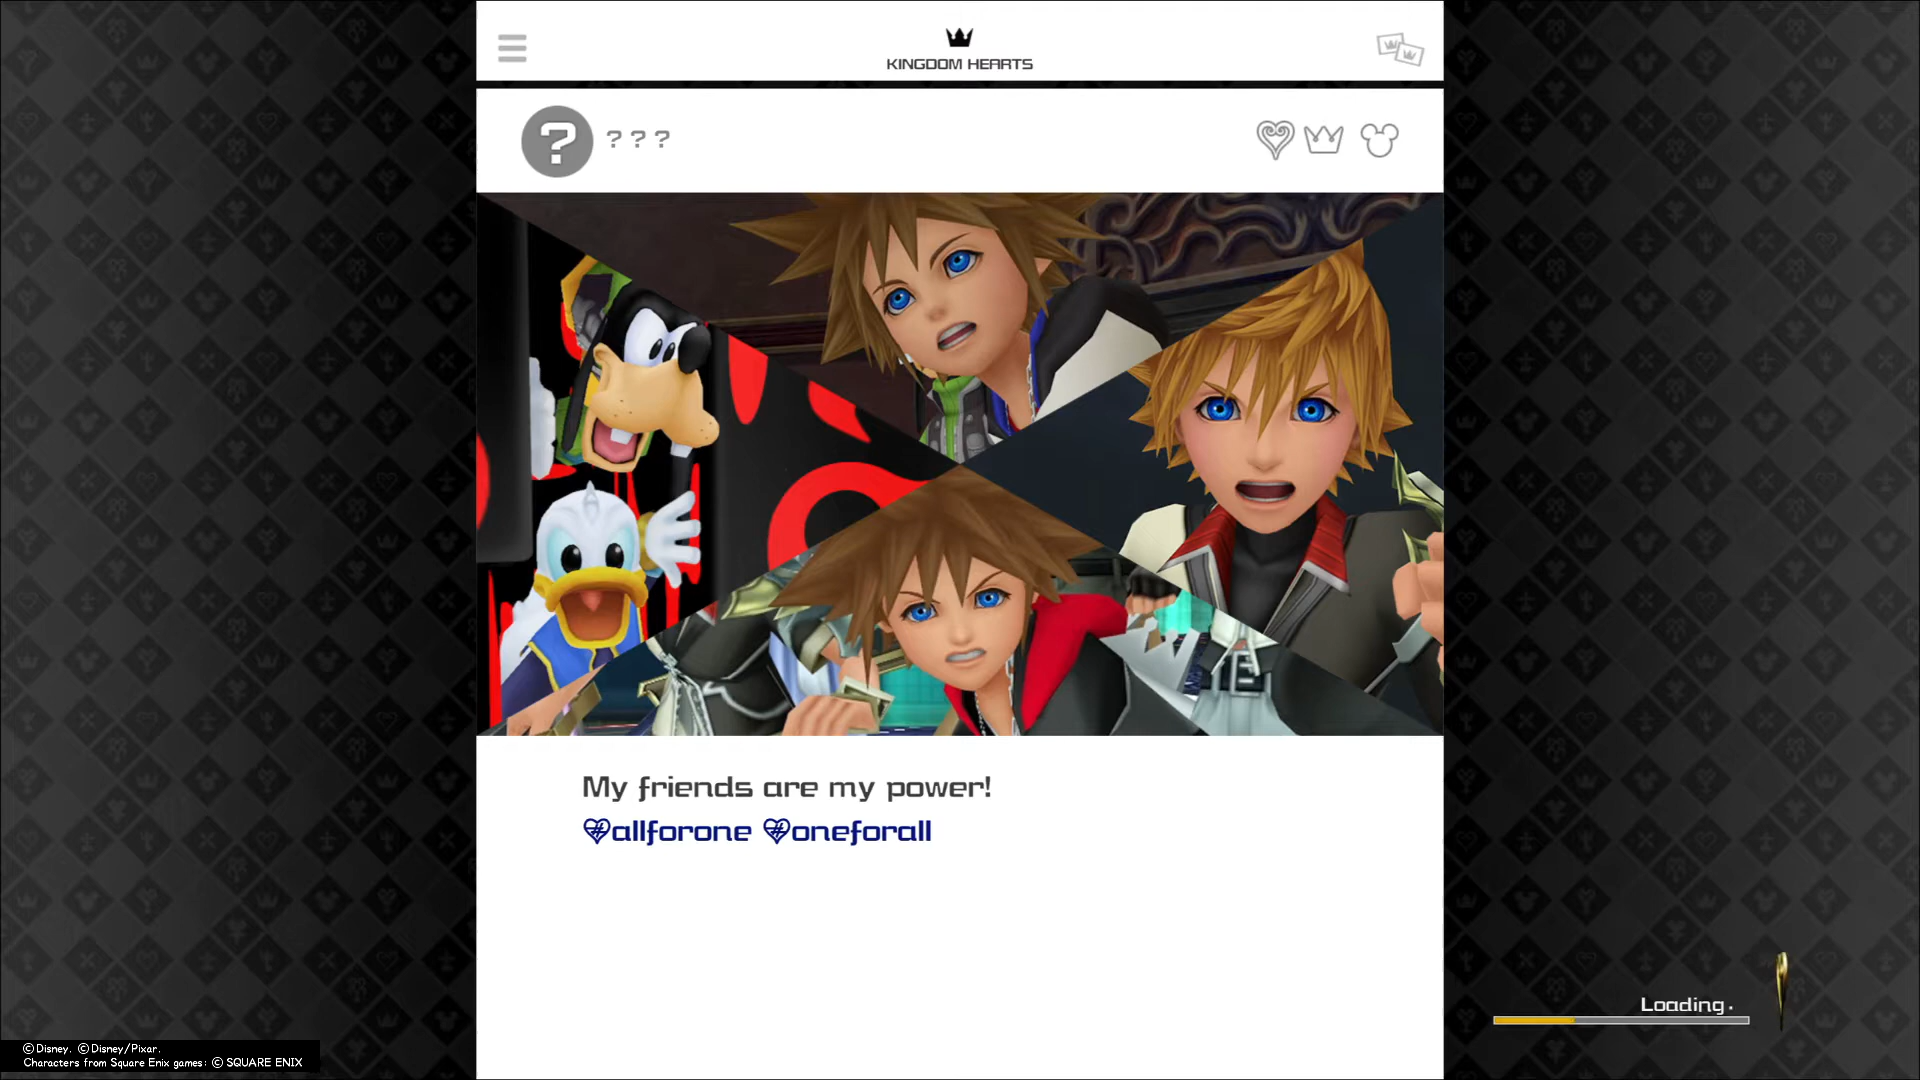 KINGDOM HEARTS
? ? ? ?
My friends are my power!
#allforone #oneforall
Loading.
©Disney. ©Disney/Pixar.
Characters from Square Enix games: © SQUARE ENIX